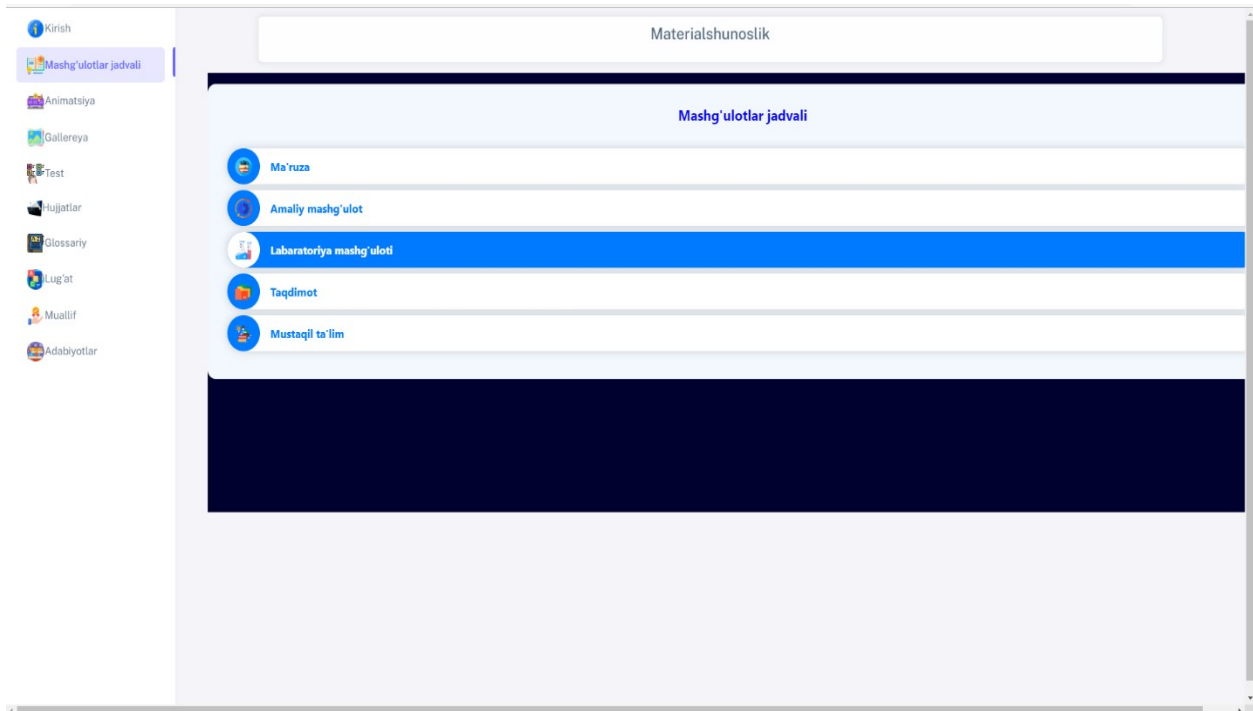 Kirish
Mashg'ulotlar jadvali
Animatsiya
Gallereya
Test
Hujjatlar
Glossariy
Lug'at
Muallif
Adabiyotlar
Materialshunoslik
Mashg'ulotlar jadvali
Ma'ruza
Amaliy mashg'ulot
Labaratoriya mashg'uloti
Taqdimot
Mustaqil ta'lim